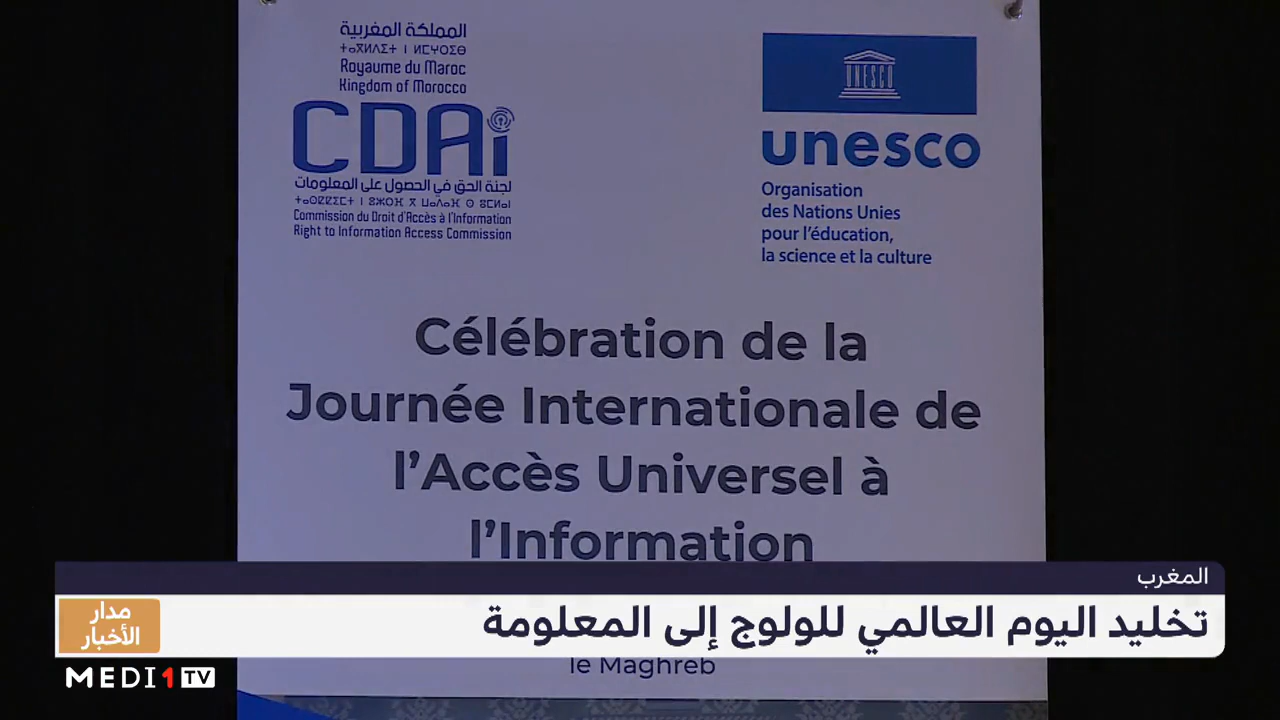 المملكة المغربية
ⵜⴰⴳⵍⴷⵉⵜ ⵏ ⵍⵎⵖⵔⵉⴱ
Royaume du Maroc
Kingdom of Morocco
CDAi
لجنة الحق في الحصول على المعلومات
Commission du Droit d'Accès à l'Information
Right to Information Access Commission
UNESCO
unesco
Organisation
des Nations Unies
pour l'éducation,
la science et la culture
Célébration de la
Journée Internationale de
l'Accès Universel à
l'Information
المغرب
تخليد اليوم العالمي للولوج إلى المعلومة
مدار
الأخبار
le Maghreb
MEDI1TV